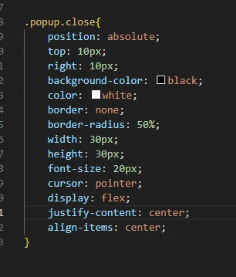 .popup.close{
position: absolute;
top: 10px;
right: 10px;
background-color: black;
color: white;
border: none;
border-radius: 50%;
width: 30px;
height: 30px;
font-size: 20px;
cursor: pointer;
display: flex;
justify-content: center;
align-items: center;
}